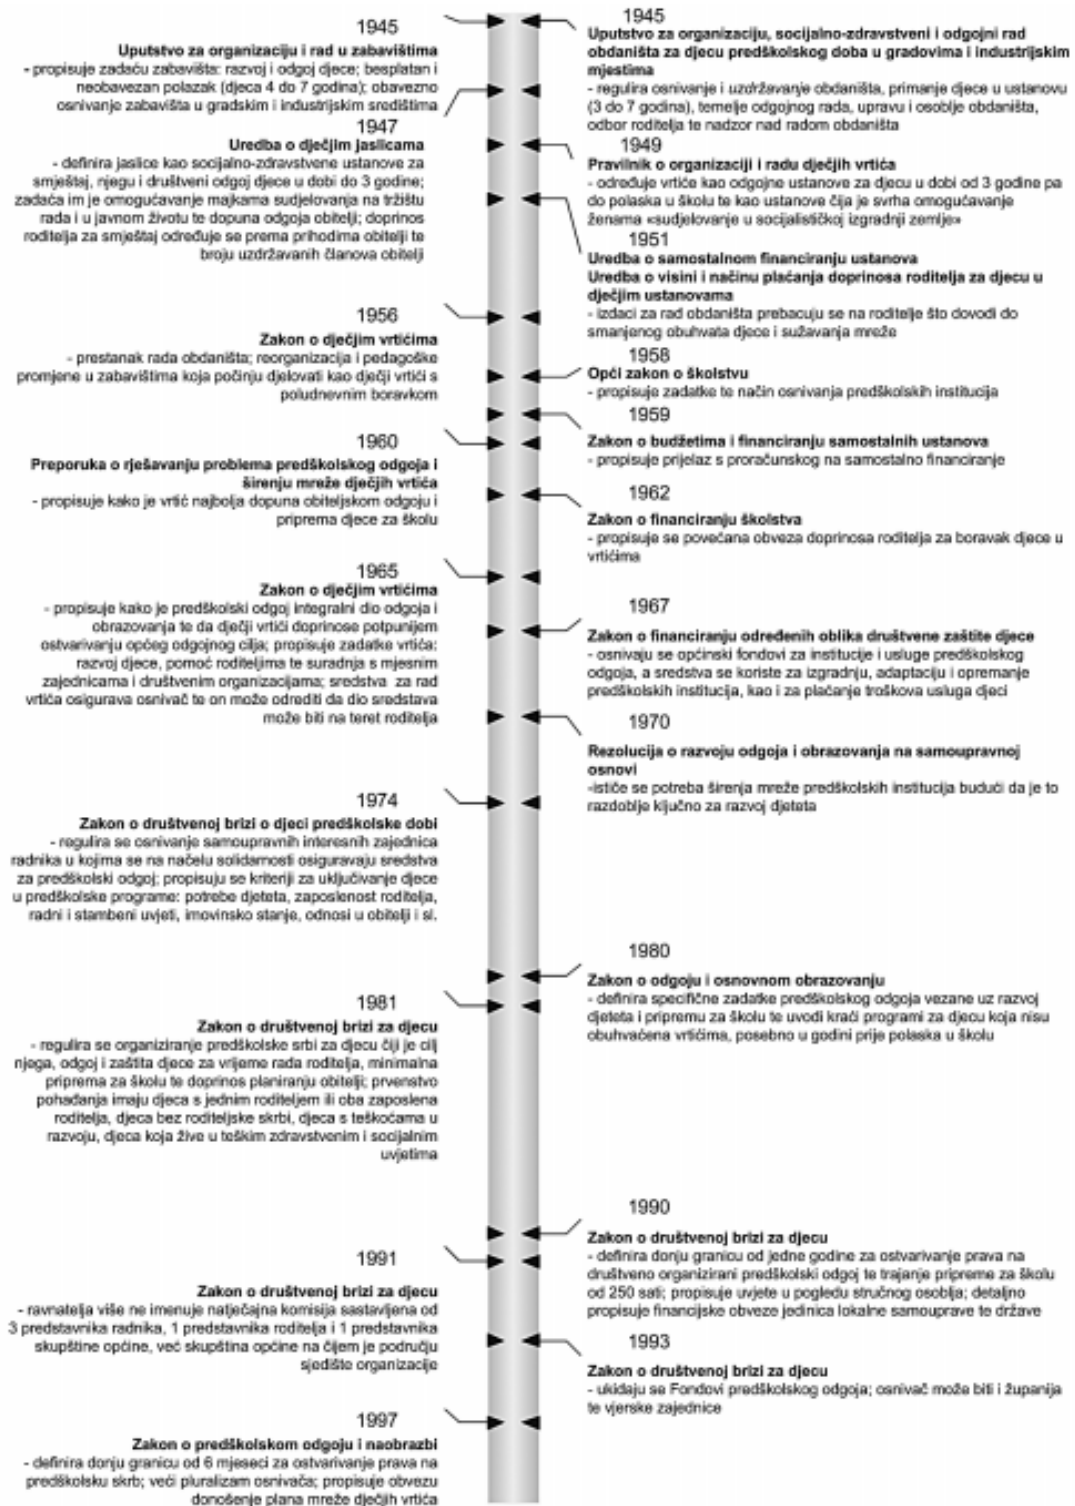 1945
Uputstvo za organizaciju i rad u zabavištima
- propisuje zadaću zabavišta: razvoj i odgoj djece; besplatan i
neobavezan polazak (djeca 4 do 7 godina); obavezno
osnivanje zabavišta u gradskim i industrijskim središtima
1945
Uputstvo za organizaciju, socijalno-zdravstveni i odgojni rad
obdaništa za djecu predškolskog doba u gradovima i industrijskim
mjestima
- regulira osnivanje i uzdržavanje obdaništa, primanje djece u ustanovu
(3 do 7 godina), temelje odgojnog rada, upravu i osoblje obdaništa,
odbor roditelja te nadzor nad radom obdaništa
1947
Uredba o dječjim jaslicama
- definira jaslice kao socijalno-zdravstvene ustanove za
smještaj, njegu i društveni odgoj djece u dobi do 3 godine;
zadaća im je omogućavanje majkama sudjelovanja na tržištu
rada i u javnom životu te dopuna odgoja obitelji; doprinos
roditelja za smještaj određuje se prema prihodima obitelji te
broju uzdržavanih članova obitelji
1949
Pravilnik o organizaciji i radu dječjih vrtića
- određuje vrtiće kao odgojne ustanove za djecu u dobi od 3 godine pa
do polaska u školu te kao ustanove čija je svrha omogućavanje
ženama «sudjelovanje u socijalističkoj izgradnji zemlje»
1951
Uredba o samostalnom financiranju ustanova
Uredba o visini i načinu plaćanja doprinosa roditelja za djecu u
dječjim ustanovama
- izdaci za rad obdaništa prebacuju se na roditelje što dovodi do
smanjenog obuhvata djece i sužavanja mreže
1956
Zakon o dječjim vrtićima
- prestanak rada obdaništa; reorganizacija i pedagoške
promjene u zabavištima koja počinju djelovati kao dječji vrtići s
poludnevnim boravkom
1958
Opći zakon o školstvu
- propisuje zadatke te način osnivanja predškolskih institucija
1959
Zakon o budžetima i financiranju samostalnih ustanova
- propisuje prijelaz s proračunskog na samostalno financiranje
1960
Preporuka o rješavanju problema predškolskog odgoja i
širenju mreže dječjih vrtića
- propisuje kako je vrtić najbolja dopuna obiteljskom odgoju i
priprema djece za školu
1962
Zakon o financiranju školstva
- propisuje se povećana obveza doprinosa roditelja za boravak djece u
vrtićima
1965
Zakon o dječjim vrtićima
- propisuje kako je predškolski odgoj integralni dio odgoja i
obrazovanja te da dječji vrtići doprinose potpunijem
ostvarivanju općeg odgojnog cilja; propisuje zadatke vrtića:
razvoj djece, pomoć roditeljima te suradnja s mjesnim
zajednicama i društvenim organizacijama; sredstva za rad
vrtića osigurava osnivač te on može odrediti da dio sredstava
može biti na teret roditelja
1967
Zakon o financiranju određenih oblika društvene zaštite djece
- osnivaju se općinski fondovi za institucije i usluge predškolskog
odgoja, a sredstva se koriste za izgradnju, adaptaciju i opremanje
predškolskih institucija, kao i za plaćanje troškova usluga djeci
1970
Rezolucija o razvoju odgoja i obrazovanja na samoupravnoj
osnovi
-ističe se potreba širenja mreže predškolskih institucija budući da je to
razdoblje ključno za razvoj djeteta
1974
Zakon o društvenoj brizi o djeci predškolske dobi
- regulira se osnivanje samoupravnih interesnih zajednica
radnika u kojima se na načelu solidarnosti osiguravaju sredstva
za predškolski odgoj; propisuju se kriteriji za uključivanje djece
u predškolske programe: potrebe djeteta, zaposlenost roditelja,
radni i stambeni uvjeti, imovinsko stanje, odnosi u obitelji i sl.
1980
Zakon o odgoju i osnovnom obrazovanju
- definira specifične zadatke predškolskog odgoja vezane uz razvoj
djeteta i pripremu za školu te uvodi kraći programi za djecu koja nisu
obuhvaćena vrtićima, posebno u godini prije polaska u školu
1981
Zakon o društvenoj brizi za djecu
- regulira se organiziranje predškolske srbi za djecu čiji je cilj
njega, odgoj i zaštita djece za vrijeme rada roditelja, minimalna
priprema za školu te doprinos planiranju obitelji; prvenstvo
pohađanja imaju djeca s jednim roditeljem ili oba zaposlena
roditelja, djeca bez roditeljske skrbi, djeca s teškoćama u
razvoju, djeca koja žive u teškim zdravstvenim i socijalnim
uvjetima
1990
Zakon o društvenoj brizi za djecu
- definira donju granicu od jedne godine za ostvarivanje prava na
društveno organizirani predškolski odgoj te trajanje pripreme za školu
od 250 sati; propisuje uvjete u pogledu stručnog osoblja; detaljno
propisuje financijske obveze jedinica lokalne samouprave te države
1991
Zakon o društvenoj brizi za djecu
- ravnatelja više ne imenuje natječajna komisija sastavljena od
3 predstavnika radnika, 1 predstavnika roditelja i 1 predstavnika
skupštine općine, već skupština općine na čijem je području
sjedište organizacije
1993
Zakon o društvenoj brizi za djecu
- ukidaju se Fondovi predškolskog odgoja; osnivač može biti i županija
te vjerske zajednice
1997
Zakon o predškolskom odgoju i naobrazbi
- definira donju granicu od 6 mjeseci za ostvarivanje prava na
predškolsku skrb; veći pluralizam osnivača; propisuje obvezu
donošenje plana mreže dječjih vrtića